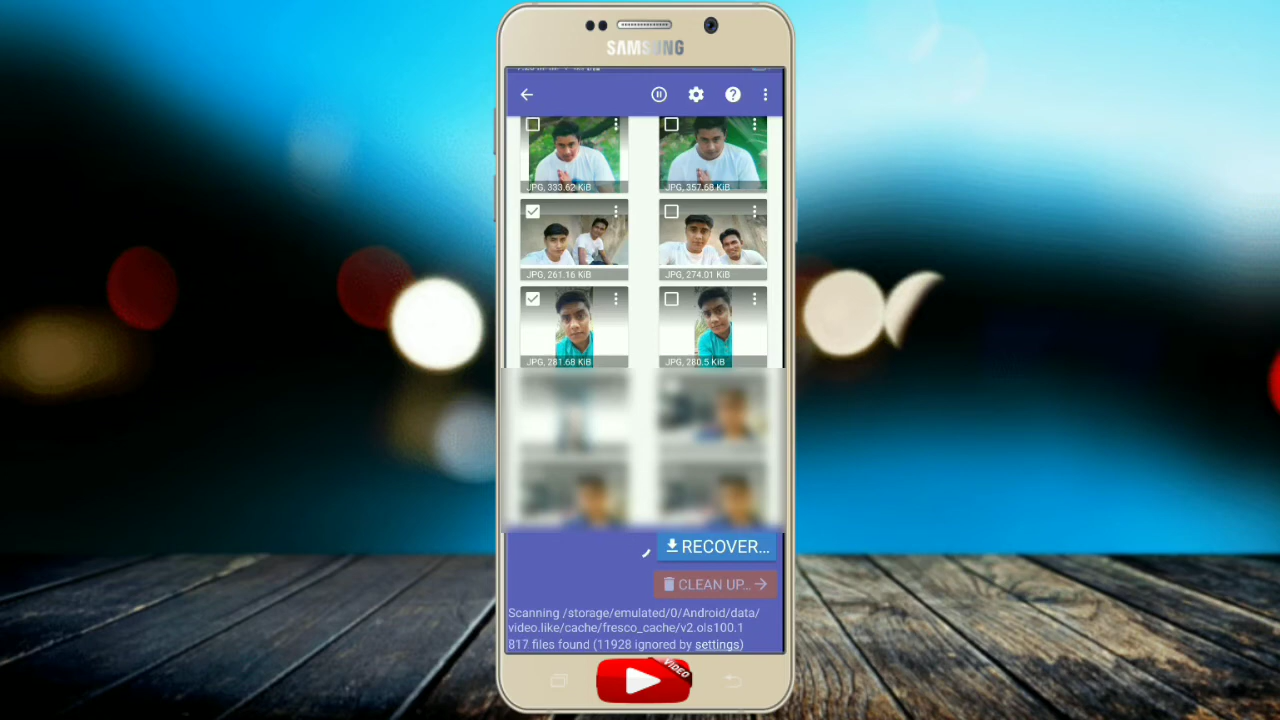 SAMSUNG
JPG, 333.62 KiB
JPG, 357.68 KiB
JPG, 261.16 KiB
JPG, 274.01 KiB
JPG, 281.68 KiB
JPG, 280.5 KiB
RECOVER...
CLEAN UP...
Scanning /storage/emulated/0/Android/data/
video.like/cache/fresco_cache/v2.ols100.1
817 files found (11928 ignored by settings)
VIDEO